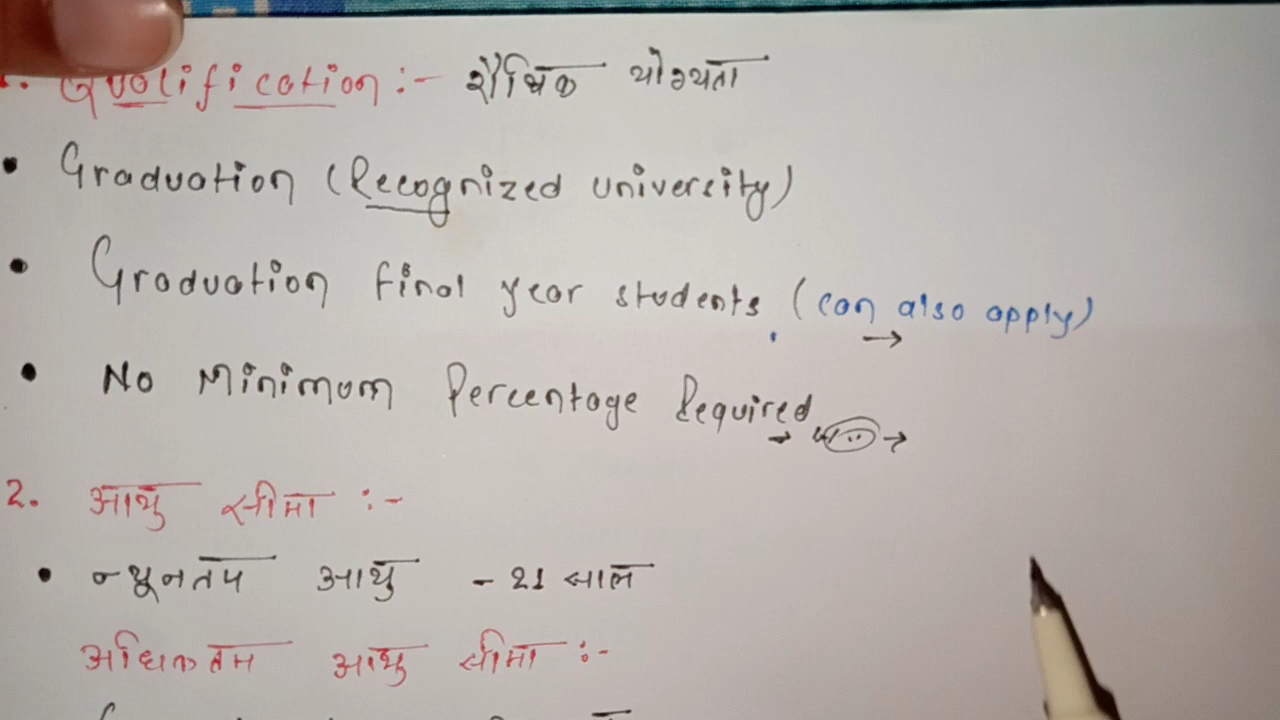 1. Qualification :- शैक्षिक योग्यता
• Graduation (Recognized university)
• Graduation final year students (can also apply)
• No Minimum Percentage Required
2. आयु सीमा :-
• न्यूनतम आयु - 21 साल
अधिकतम आयु सीमा :-